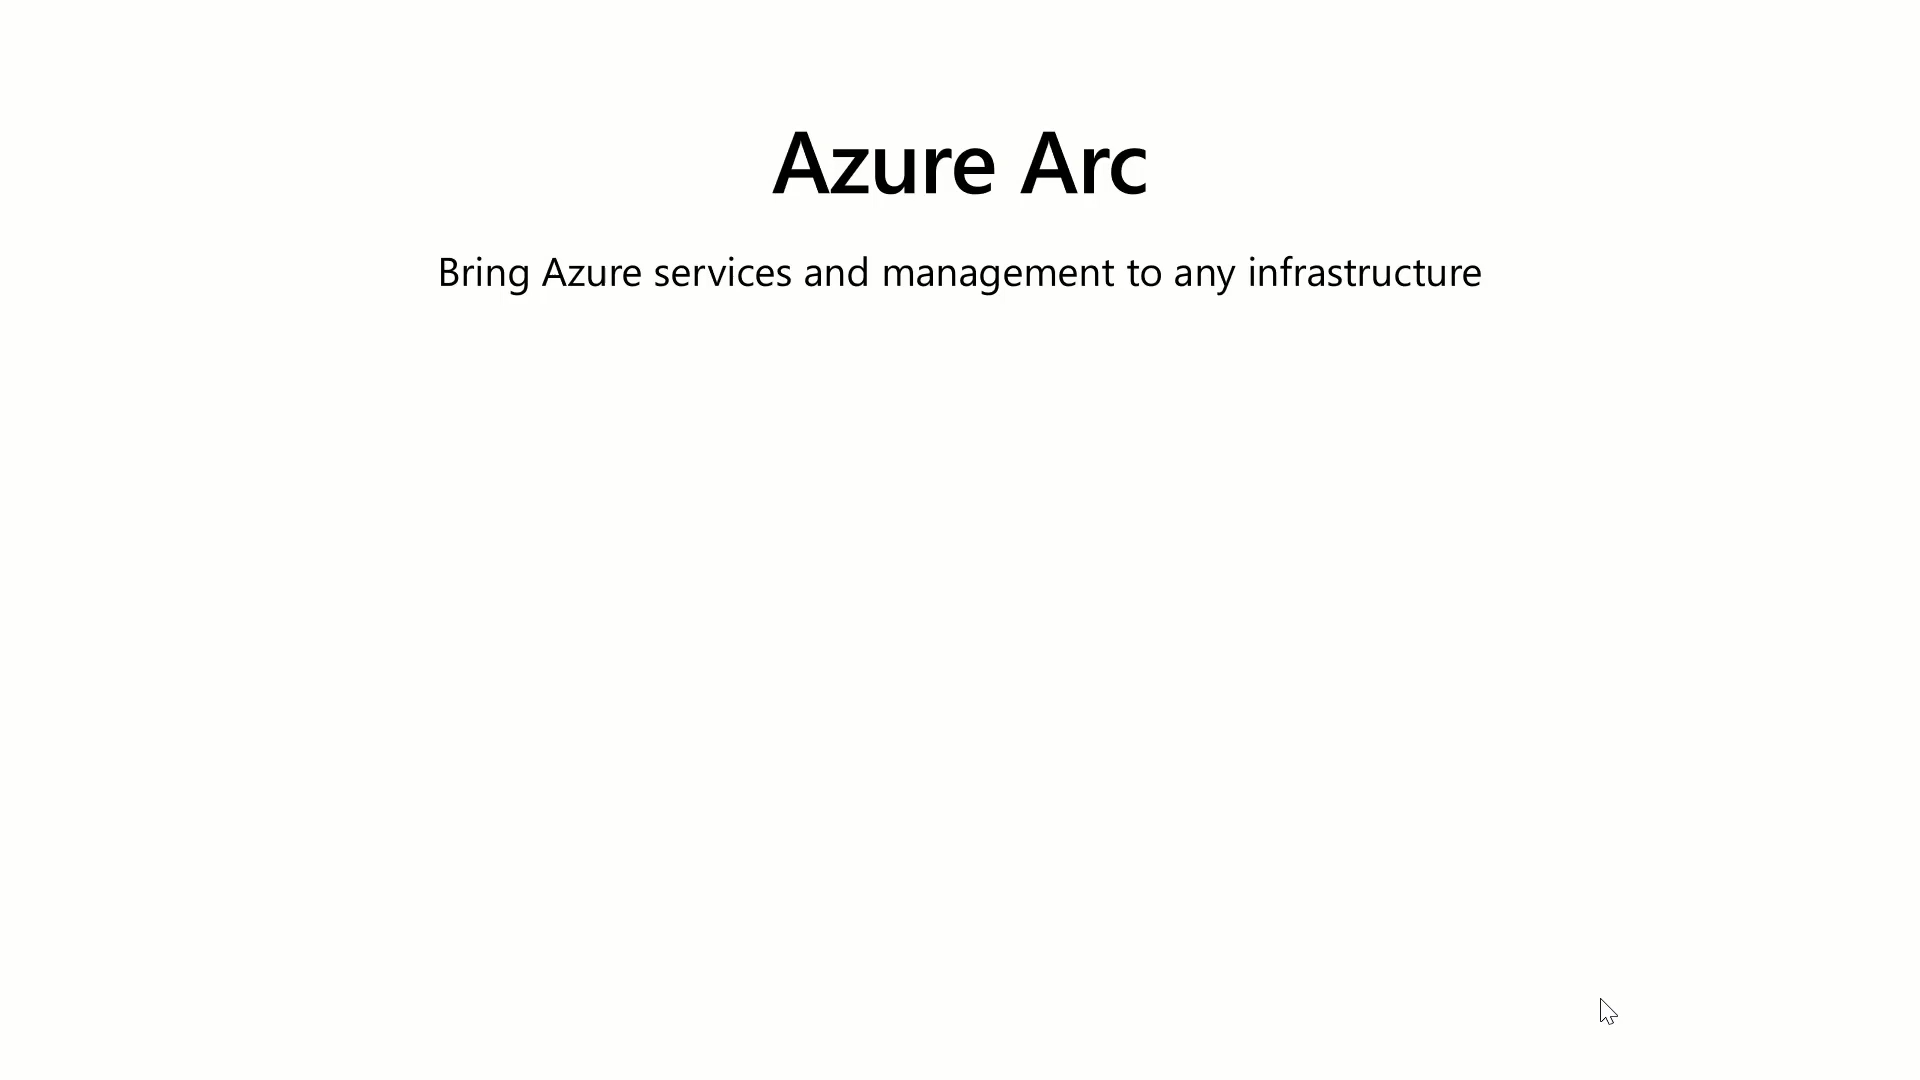 Azure Arc
Bring Azure services and management to any infrastructure